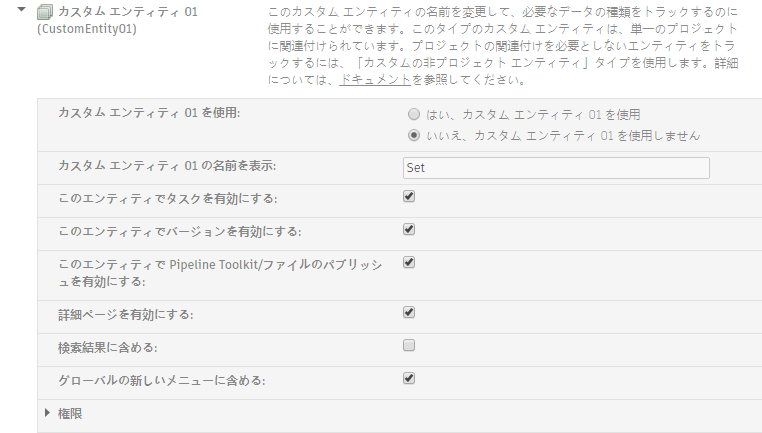 カスタム エンティティ 01
(CustomEntity01)
このカスタム エンティティの名前を変更して、必要なデータの種類をトラックするのに
使用することができます。このタイプのカスタム エンティティは、単一のプロジェクト
に関連付けられています。プロジェクトの関連付けを必要としないエンティティをトラ
ックするには、「カスタムの非プロジェクト エンティティ」タイプを使用します。詳細
については、ドキュメントを参照してください。
カスタム エンティティ 01 を使用:
はい、カスタム エンティティ 01 を使用
いいえ、カスタム エンティティ 01 を使用しません
カスタム エンティティ 01 の名前を表示:
Set
このエンティティでタスクを有効にする:
このエンティティでバージョンを有効にする:
このエンティティで Pipeline Toolkit/ファイルのパブリッシ
ュを有効にする:
詳細ページを有効にする:
検索結果に含める:
グローバルの新しいメニューに含める:
権限